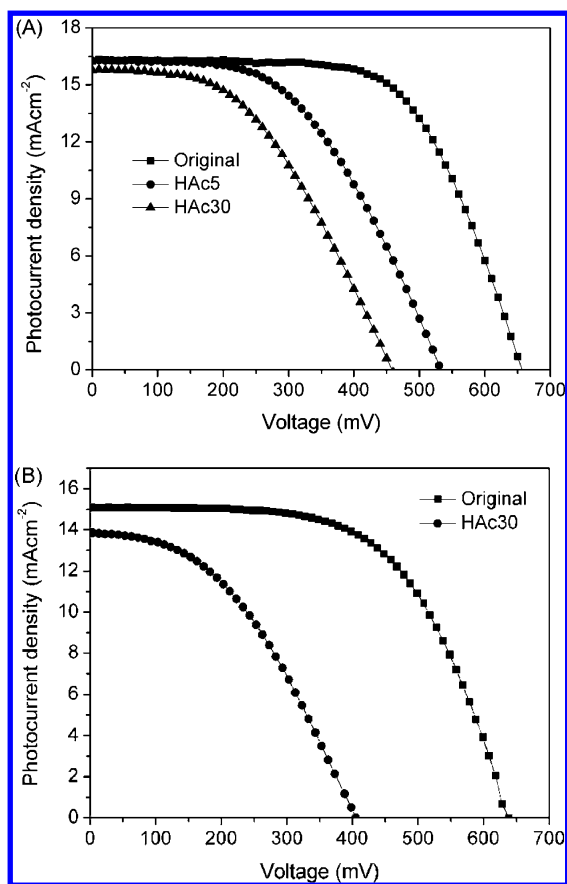 (A)
18
15
12
9
6
3
0
Photocurrent density (mAcm⁻²)
Original
HAc5
HAc30
0 100 200 300 400 500 600 700
Voltage (mV)
(B)
16
14
12
10
8
6
4
2
0
Photocurrent density (mAcm⁻²)
Original
HAc30
0 100 200 300 400 500 600 700
Voltage (mV)